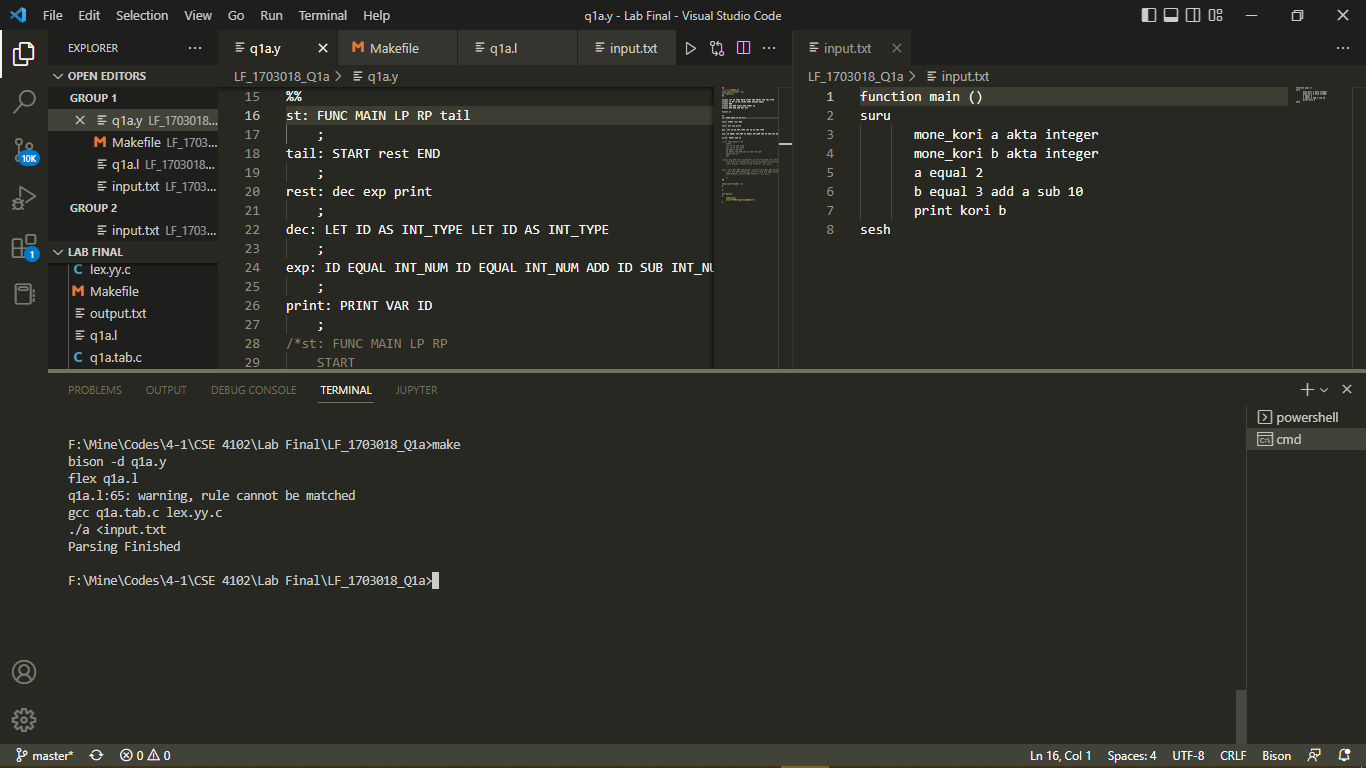 File Edit Selection View Go Run Terminal Help q1a.y - Lab Final - Visual Studio Code
EXPLORER
OPEN EDITORS
GROUP 1
q1a.y LF_1703018...
Makefile LF_1703...
q1a.l LF_170301...
input.txt LF_1703...
GROUP 2
input.txt LF_1703...
LAB FINAL
lex.yy.c
Makefile
output.txt
q1a.l
q1a.tab.c
10K
1
q1a.y Makefile q1a.l input.txt
LF_1703018_Q1a > q1a.y
15 %%
16 st: FUNC MAIN LP RP tail
17 ;
18 tail: START rest END
19 ;
20 rest: dec exp print
21 ;
22 dec: LET ID AS INT_TYPE LET ID AS INT_TYPE
23 ;
24 exp: ID EQUAL INT_NUM ID EQUAL INT_NUM ADD ID SUB INT_NU
25 ;
26 print: PRINT VAR ID
27 ;
28 /*st: FUNC MAIN LP RP
29 START
input.txt
LF_1703018_Q1a > input.txt
1 function main ()
2 suru
3 mone_kori a akta integer
4 mone_kori b akta integer
5 a equal 2
6 b equal 3 add a sub 10
7 print kori b
8 sesh
PROBLEMS OUTPUT DEBUG CONSOLE TERMINAL JUPYTER
F:\Mine\Codes\4-1\CSE 4102\Lab Final\LF_1703018_Q1a>make
bison -d q1a.y
flex q1a.l
q1a.l:65: warning, rule cannot be matched
gcc q1a.tab.c lex.yy.c
./a <input.txt
Parsing Finished
F:\Mine\Codes\4-1\CSE 4102\Lab Final\LF_1703018_Q1a>
powershell
cmd
master* 0 0 Ln 16, Col 1 Spaces: 4 UTF-8 CRLF Bison